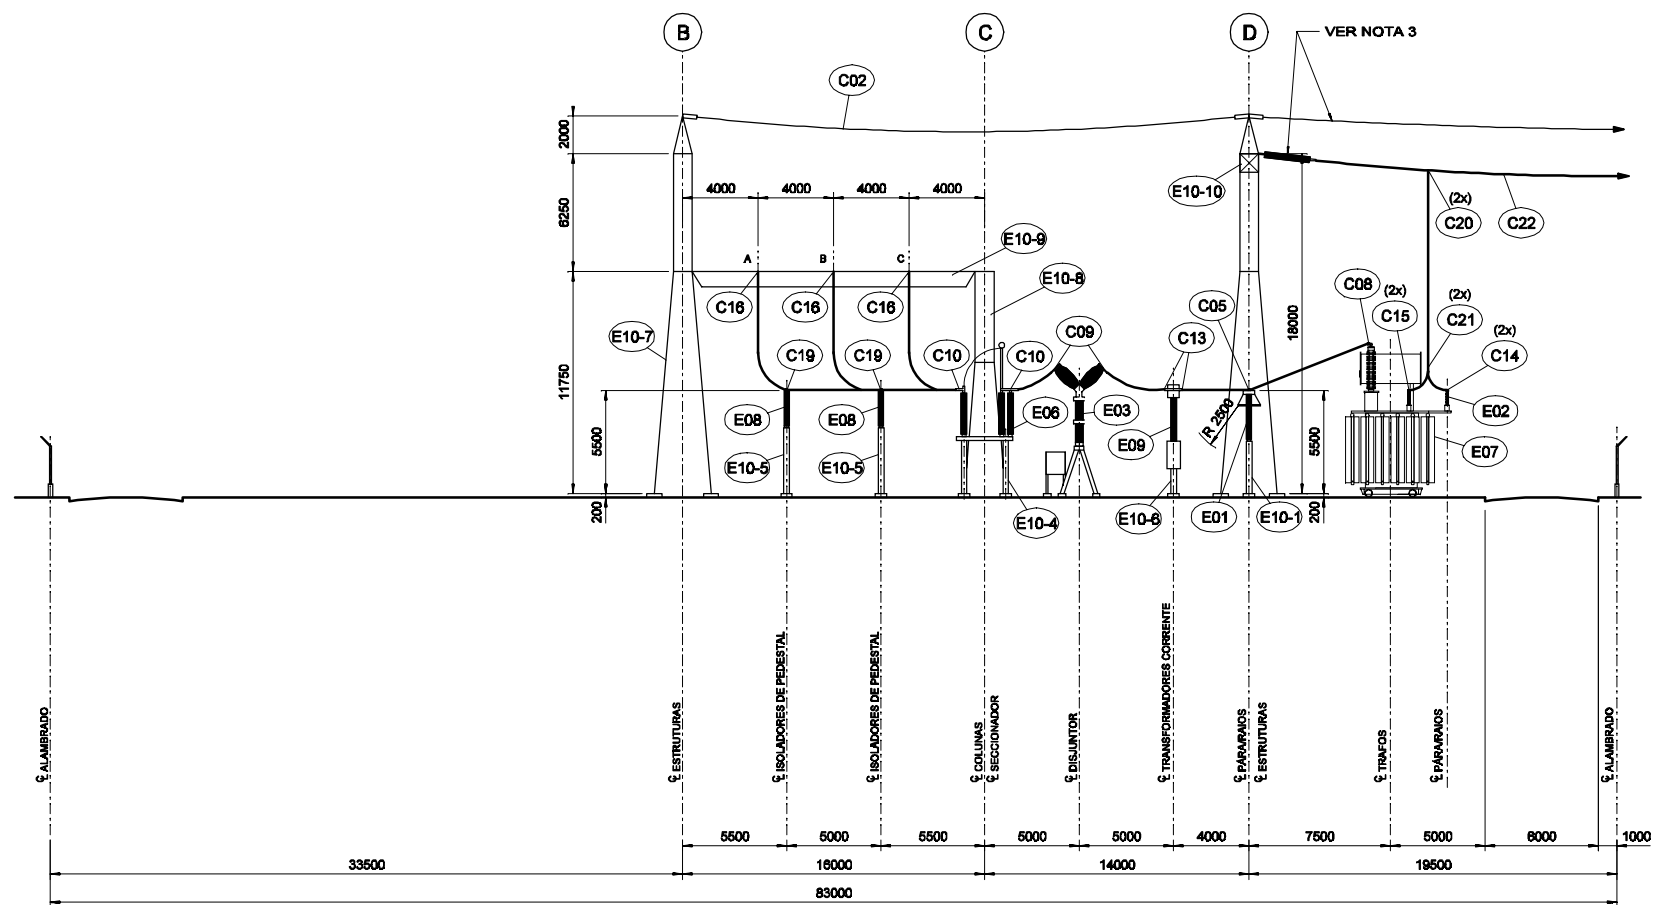 B
C
D
VER NOTA 3
C02
2000
4000
4000
4000
4000
E10-10
(2x)
C20
C22
6250
E10-9
A
B
C
E10-8
C16
C16
C16
C05
C08
(2x)
C15
(2x)
C21
18000
E10-7
C19
C19
C10
C10
C09
C13
(2x)
C14
11750
5500
E08
E08
E06
E03
E09
R 2500
5500
E02
E07
E10-5
E10-5
200
E10-4
E10-6
E01
E10-1
200
℄ ALAMBRADO
℄ ESTRUTURAS
℄ ISOLADORES DE PEDESTAL
℄ ISOLADORES DE PEDESTAL
℄ COLUNAS
℄ SECCIONADOR
℄ DISJUNTOR
℄ TRANSFORMADORES CORRENTE
℄ PÁRA/RAIOS
℄ ESTRUTURAS
℄ TRAFOS
℄ PÁRA/RAIOS
℄ ALAMBRADO
5500
5000
5500
5000
5000
4000
7500
5000
6000
1000
33500
16000
14000
19500
83000